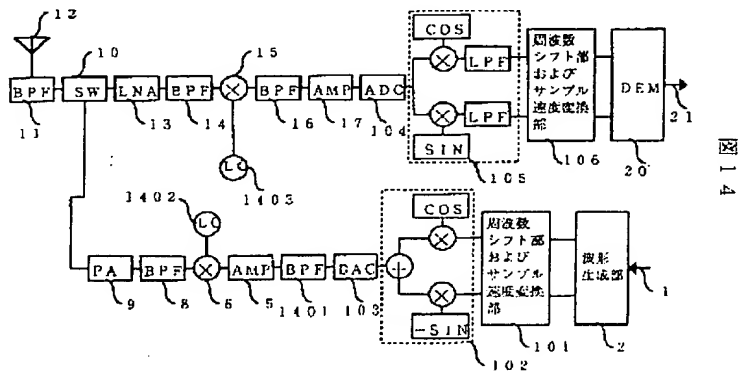 12
10
15
COS
LPF
周波数
シフト部
および
サンプル
速度変換
部
BPF
SW
LNA
BPF
BPF
AMP
ADC
DEM
11
13
14
16
17
104
LPF
SIN
LO
1403
105
106
20
21
図14
1402
LO
COS
周波数
シフト部
および
サンプル
速度変換
部
波形
生成部
PA
BPF
AMP
BPF
DAC
1
9
8
6
5
1401
103
-SIN
102
101
2